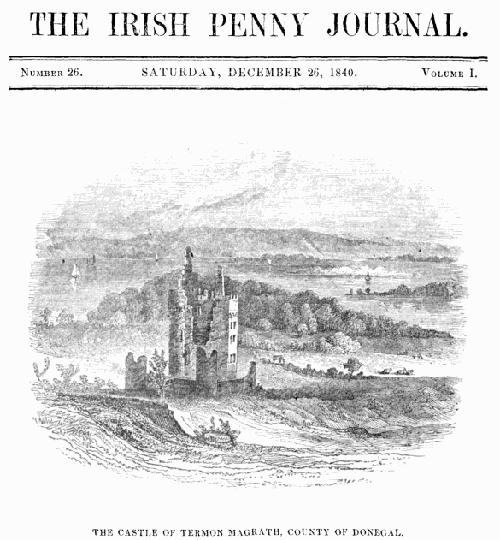 THE IRISH PENNY JOURNAL.
NUMBER 26. SATURDAY, DECEMBER 26, 1840. VOLUME I.
THE CASTLE OF TERMON MAGRATH, COUNTY OF DONEGAL.